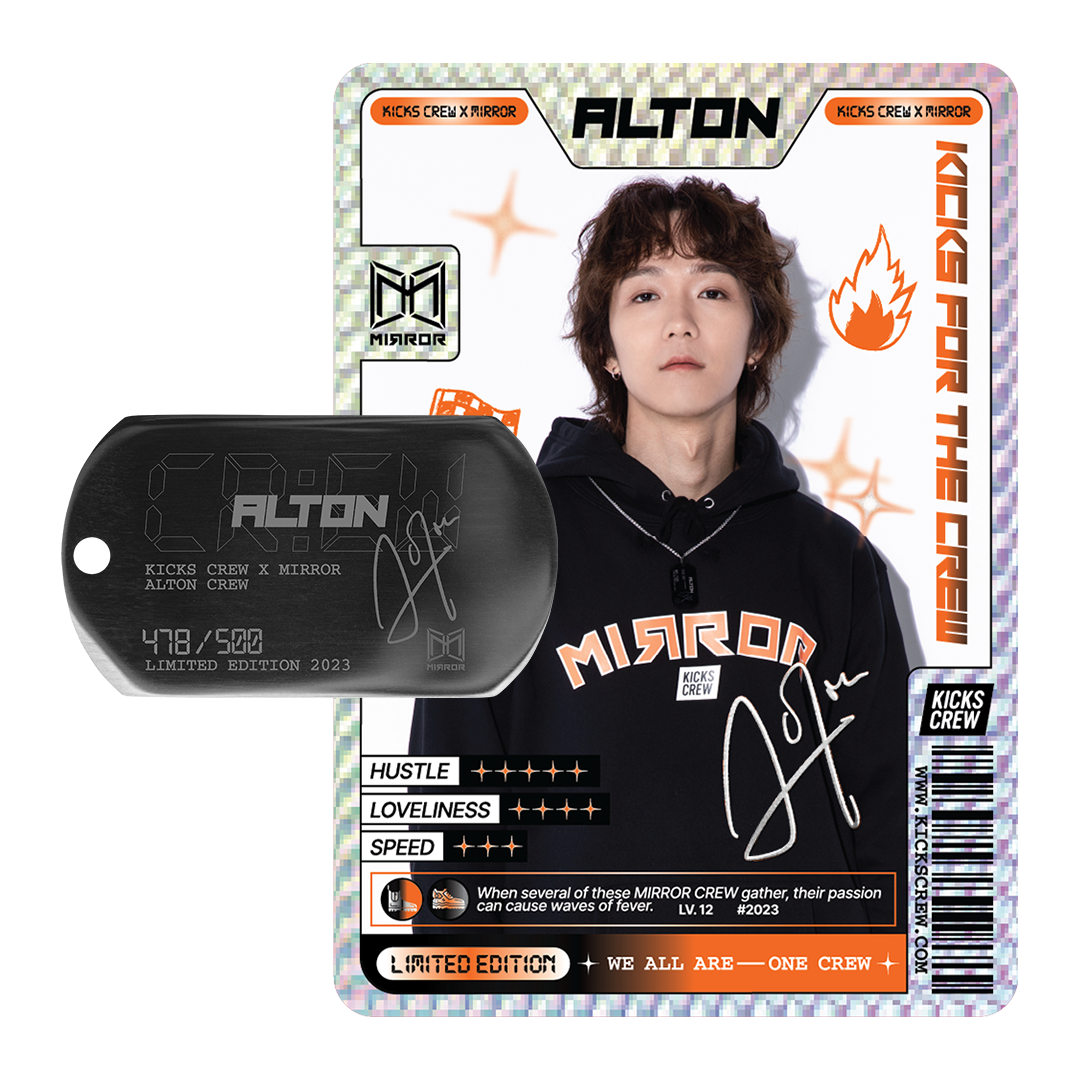 KICKS CREW X MIRROR
ALTON
KICKS CREW X MIRROR
KICKS FOR THE CREW
MIRROR
CR:EW
ALTON
KICKS CREW X MIRROR
ALTON CREW
478/500
LIMITED EDITION 2023
MIRROR
ALTON
MIRROR
KICKS
CREW
KICKS
CREW
WWW.KICKSCREW.COM
HUSTLE
LOVELINESS
SPEED
When several of these MIRROR CREW gather, their passion
can cause waves of fever. LV. 12 #2023
LIMITED EDITION
WE ALL ARE — ONE CREW